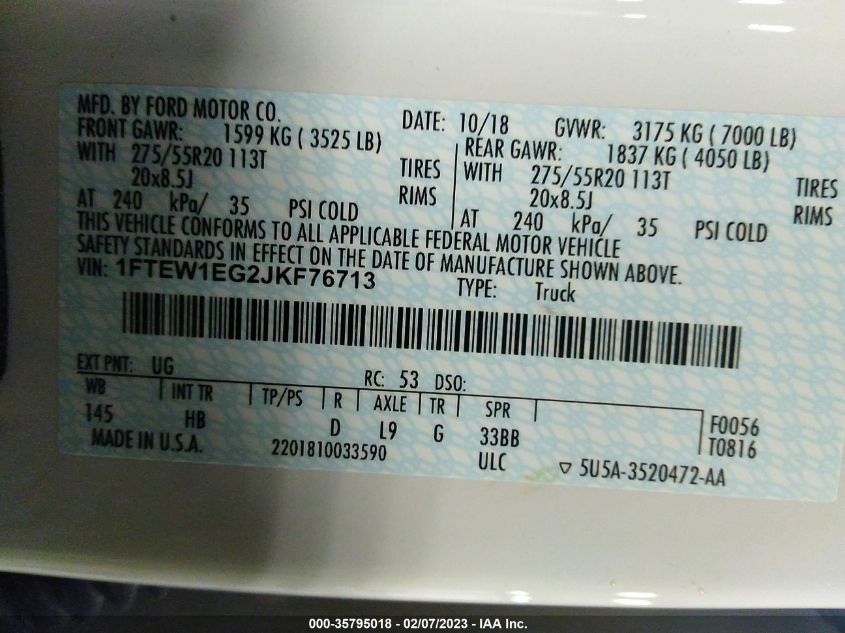 MFD. BY FORD MOTOR CO.
DATE: 10/18 GVWR: 3175 KG ( 7000 LB)
FRONT GAWR: 1599 KG ( 3525 LB)
WITH 275/55R20 113T TIRES
20x8.5J RIMS
AT 240 kPa/ 35 PSI COLD
REAR GAWR: 1837 KG ( 4050 LB)
WITH 275/55R20 113T TIRES
20x8.5J RIMS
AT 240 kPa/ 35 PSI COLD
THIS VEHICLE CONFORMS TO ALL APPLICABLE FEDERAL MOTOR VEHICLE
SAFETY STANDARDS IN EFFECT ON THE DATE OF MANUFACTURE SHOWN ABOVE.
VIN: 1FTEW1EG2JKF76713
TYPE: Truck
EXT PNT: UG RC: 53 DSO:
WB INT TR TP/PS R AXLE TR SPR
145 HB D L9 G 33BB
F0056
T0816
MADE IN U.S.A. 2201810033590 ULC ▽ 5U5A-3520472-AA
000-35795018 - 02/07/2023 - IAA Inc.